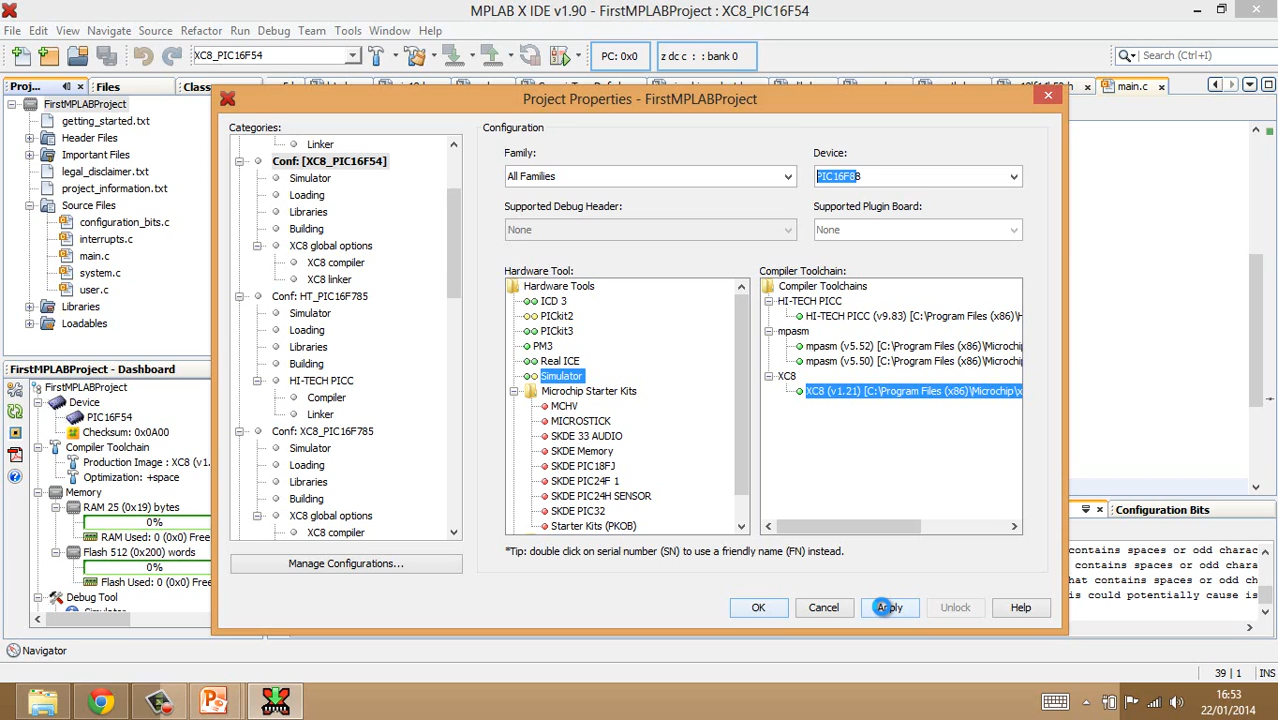 MPLAB X IDE v1.90 - FirstMPLABProject : XC8_PIC16F54
File Edit View Navigate Source Refactor Run Debug Team Tools Window Help
XC8_PIC16F54
PC: 0x0
z dc c : : bank 0
Search (Ctrl+I)
Proj...
Files
Class
main.c
FirstMPLABProject
getting_started.txt
Header Files
Important Files
legal_disclaimer.txt
project_information.txt
Source Files
configuration_bits.c
interrupts.c
main.c
system.c
user.c
Libraries
Loadables
FirstMPLABProject - Dashboard
FirstMPLABProject
Device
PIC16F54
Checksum: 0x0A00
Compiler Toolchain
Production Image : XC8 (v1.
Optimization: +space
Memory
RAM 25 (0x19) bytes
0%
RAM Used: 0 (0x0) Free
Flash 512 (0x200) words
0%
Flash Used: 0 (0x0) Free
Debug Tool
Project Properties - FirstMPLABProject
Categories:
Linker
Conf: [XC8_PIC16F54]
Simulator
Loading
Libraries
Building
XC8 global options
XC8 compiler
XC8 linker
Conf: HT_PIC16F785
Simulator
Loading
Libraries
Building
HI-TECH PICC
Compiler
Linker
Conf: XC8_PIC16F785
Simulator
Loading
Libraries
Building
XC8 global options
XC8 compiler
Manage Configurations...
Configuration
Family:
Device:
All Families
PIC16F88
Supported Debug Header:
Supported Plugin Board:
None
None
Hardware Tool:
Hardware Tools
ICD 3
PICkit2
PICkit3
PM3
Real ICE
Simulator
Microchip Starter Kits
MCHV
MICROSTICK
SKDE 33 AUDIO
SKDE Memory
SKDE PIC18FJ
SKDE PIC24F 1
SKDE PIC24H SENSOR
SKDE PIC32
Starter Kits (PKOB)
Compiler Toolchain:
Compiler Toolchains
HI-TECH PICC
HI-TECH PICC (v9.83) [C:\Program Files (x86)\H
mpasm
mpasm (v5.52) [C:\Program Files (x86)\Microchip
mpasm (v5.50) [C:\Program Files (x86)\Microchip
XC8
XC8 (v1.21) [C:\Program Files (x86)\Microchip\x
*Tip: double click on serial number (SN) to use a friendly name (FN) instead.
OK Cancel Apply Unlock Help
Configuration Bits
contains spaces or odd chara
contains spaces or odd chara
hat contains spaces or odd ch
is could potentially cause is
Navigator
39 | 1 INS
16:53
22/01/2014